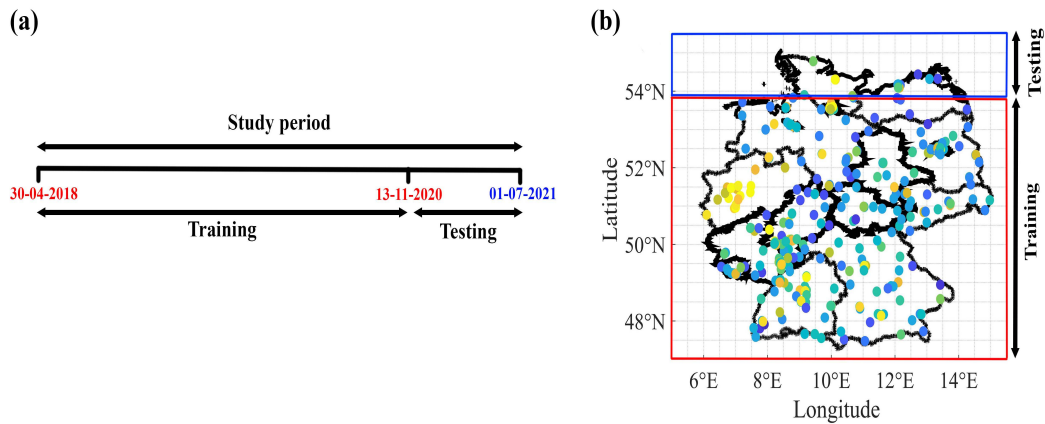 (a)
Study period
30-04-2018
13-11-2020
01-07-2021
Training
Testing
(b)
Testing
Training
54°N
52°N
50°N
48°N
Latitude
6°E
8°E
10°E
12°E
14°E
Longitude